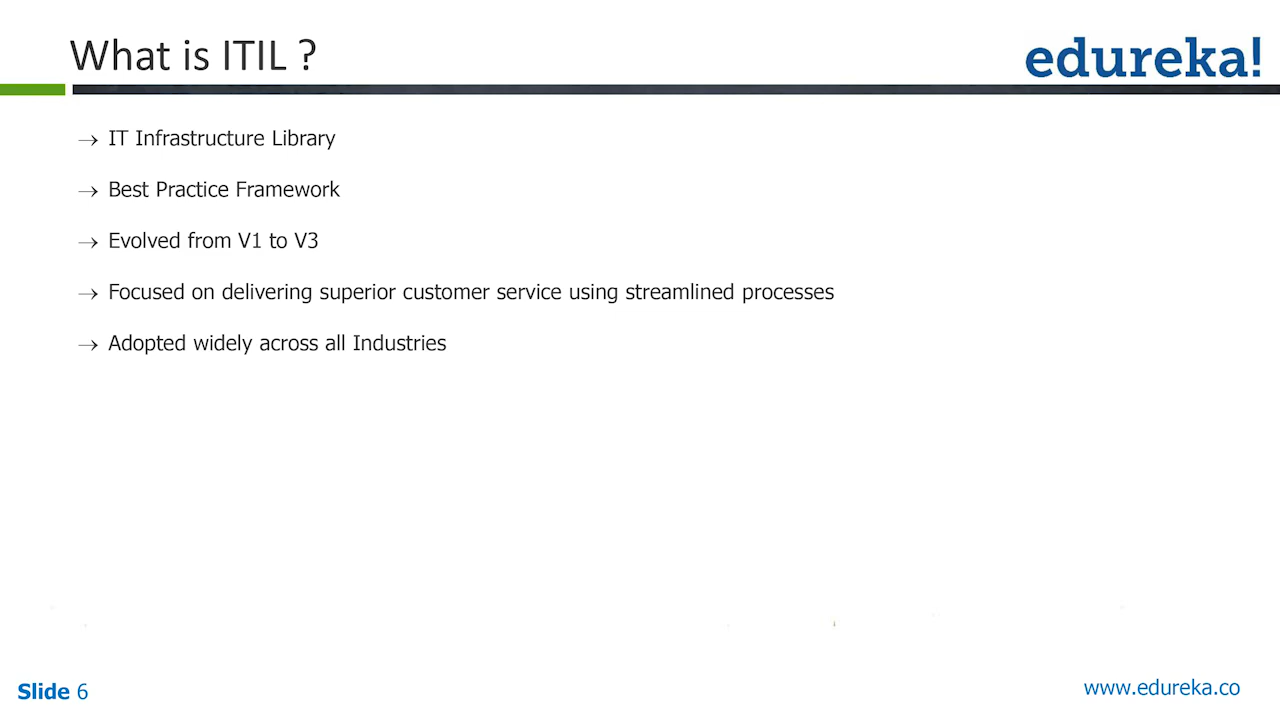 What is ITIL ?
edureka!
→ IT Infrastructure Library
→ Best Practice Framework
→ Evolved from V1 to V3
→ Focused on delivering superior customer service using streamlined processes
→ Adopted widely across all Industries
Slide 6
www.edureka.co